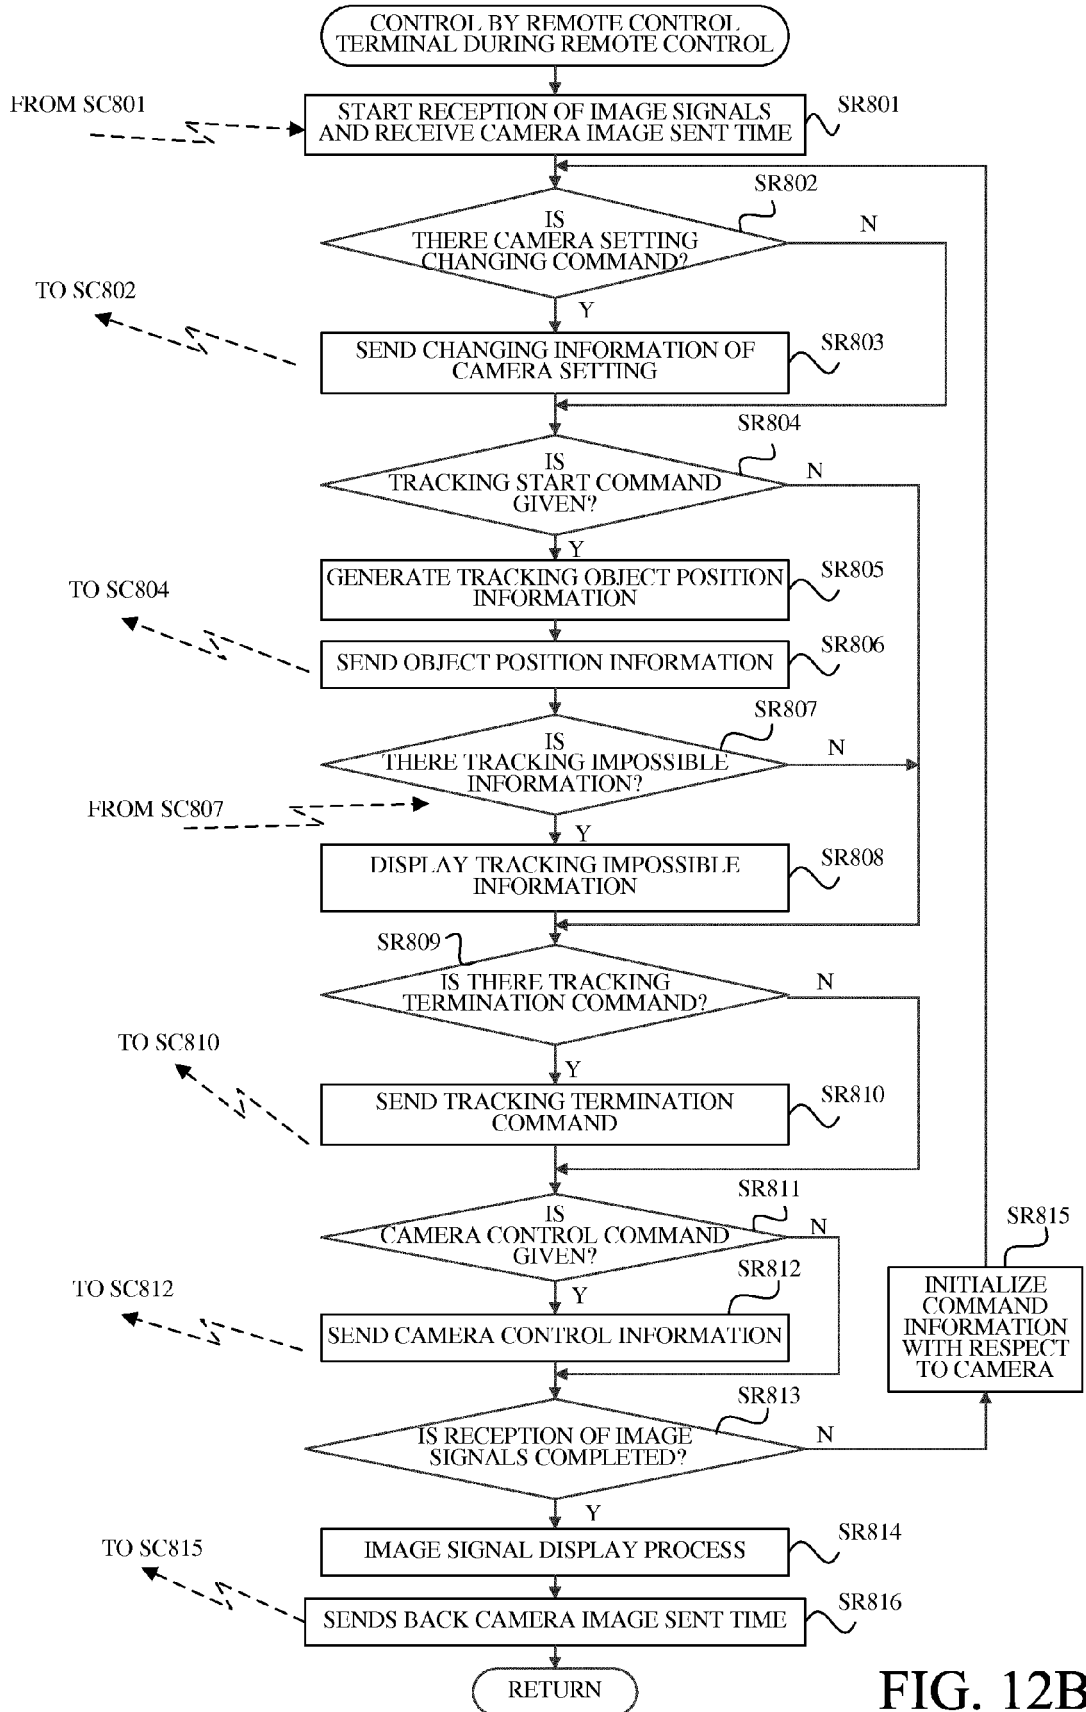 CONTROL BY REMOTE CONTROL
TERMINAL DURING REMOTE CONTROL
FROM SC801
START RECEPTION OF IMAGE SIGNALS
AND RECEIVE CAMERA IMAGE SENT TIME
SR801
SR802
IS
THERE CAMERA SETTING
CHANGING COMMAND?
N
Y
TO SC802
SEND CHANGING INFORMATION OF
CAMERA SETTING
SR803
SR804
IS
TRACKING START COMMAND
GIVEN?
N
Y
GENERATE TRACKING OBJECT POSITION
INFORMATION
SR805
TO SC804
SEND OBJECT POSITION INFORMATION
SR806
SR807
IS
THERE TRACKING IMPOSSIBLE
INFORMATION?
N
FROM SC807
Y
DISPLAY TRACKING IMPOSSIBLE
INFORMATION
SR808
SR809
IS THERE TRACKING
TERMINATION COMMAND?
N
Y
TO SC810
SEND TRACKING TERMINATION
COMMAND
SR810
SR811
IS
CAMERA CONTROL COMMAND
GIVEN?
N
Y
SR812
TO SC812
SEND CAMERA CONTROL INFORMATION
SR815
INITIALIZE
COMMAND
INFORMATION
WITH RESPECT
TO CAMERA
SR813
IS RECEPTION OF IMAGE
SIGNALS COMPLETED?
N
Y
IMAGE SIGNAL DISPLAY PROCESS
SR814
TO SC815
SENDS BACK CAMERA IMAGE SENT TIME
SR816
RETURN
FIG. 12B